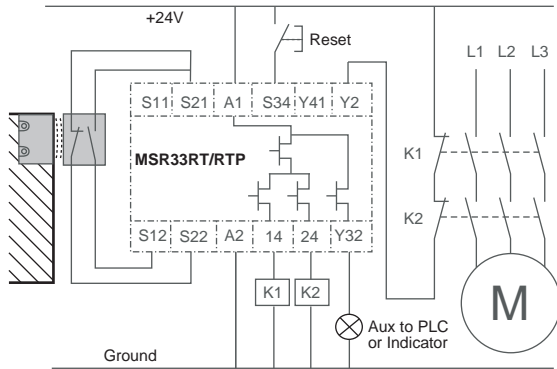 +24V
Reset
L1 L2 L3
S11 S21 A1 S34 Y41 Y2
MSR33RT/RTP
K1
K2
S12 S22 A2 14 24 Y32
K1 K2
M
Aux to PLC
or Indicator
Ground